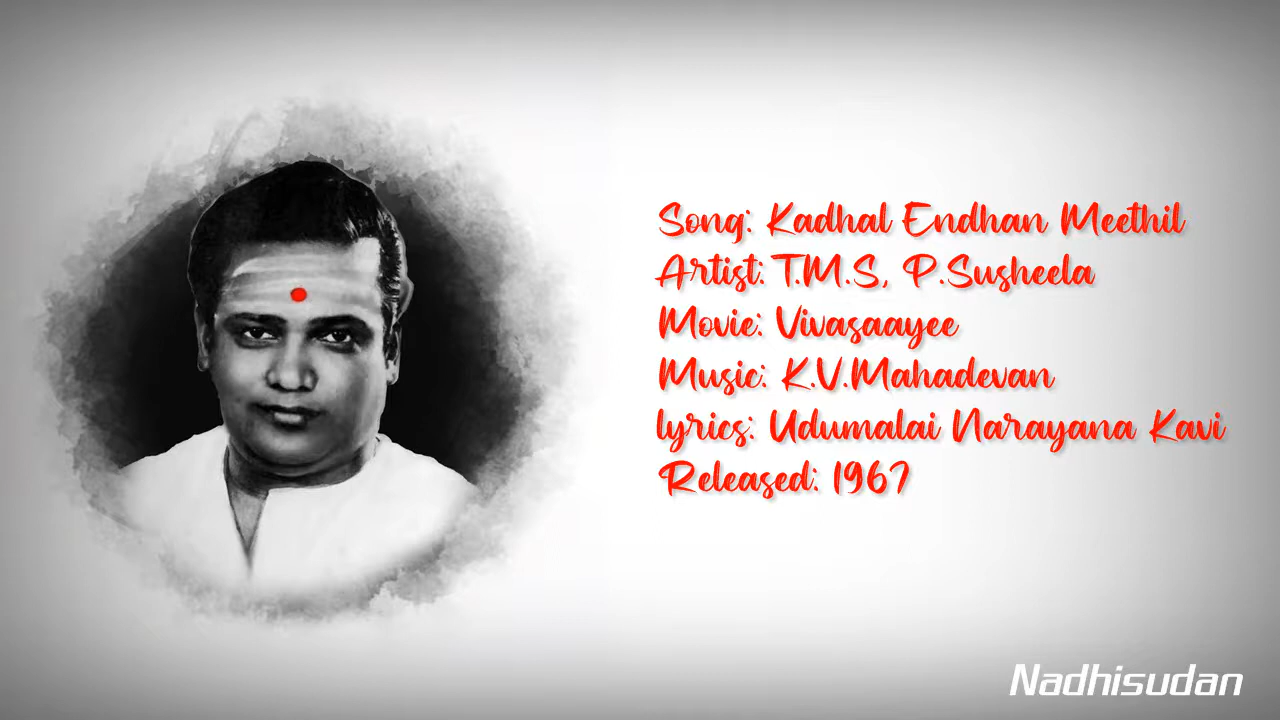 Song: Kadhal Endhan Meethil
Artist: T.M.S, P.Susheela
Movie: Vivasaayee
Music: K.V.Mahadevan
lyrics: Udumalai Narayana Kavi
Released: 1967
Nadhisudan